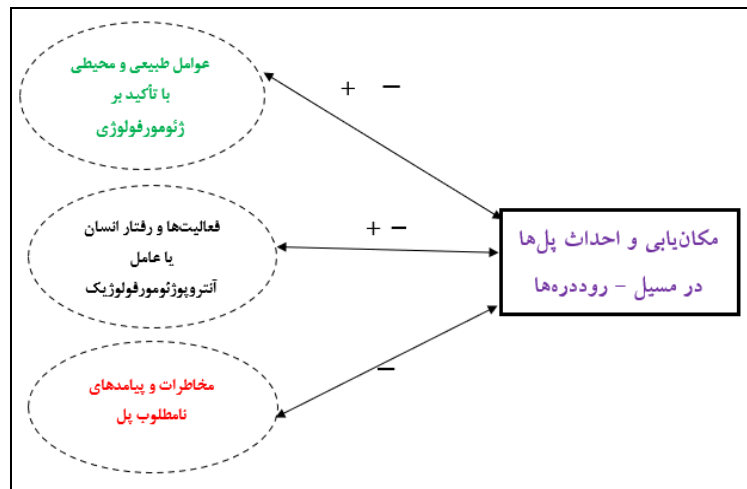 عوامل طبیعی و محیطی
با تأکید بر
ژئومورفولوژی
+ −
فعالیت‌ها و رفتار انسان
یا عامل
آنتروپوژئومورفولوژیک
+ −
مکان‌یابی و احداث پل‌ها
در مسیل – روددره‌ها
مخاطرات و پیامدهای
نامطلوب پل
−